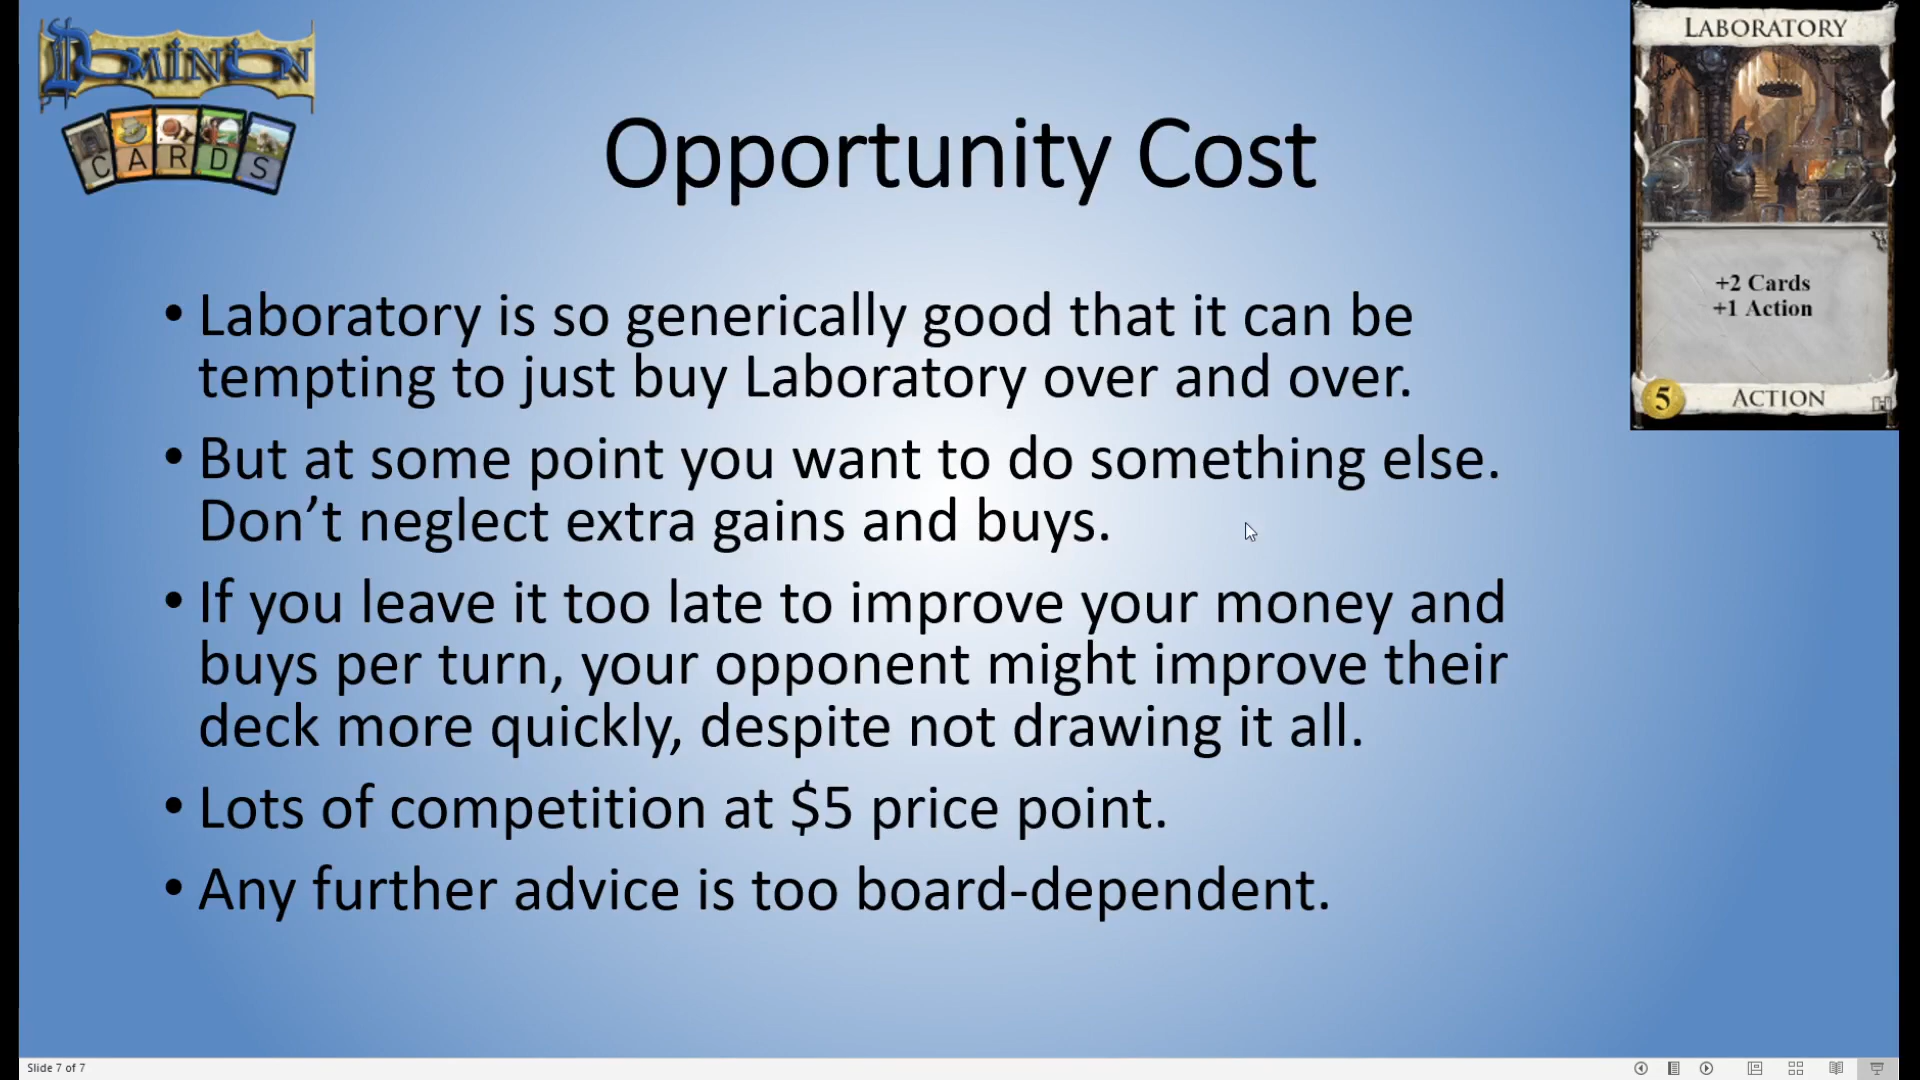 DOMINION
CARDS
Opportunity Cost
• Laboratory is so generically good that it can be
tempting to just buy Laboratory over and over.
• But at some point you want to do something else.
Don’t neglect extra gains and buys.
• If you leave it too late to improve your money and
buys per turn, your opponent might improve their
deck more quickly, despite not drawing it all.
• Lots of competition at $5 price point.
• Any further advice is too board-dependent.
LABORATORY
+2 Cards
+1 Action
5 ACTION
Slide 7 of 7